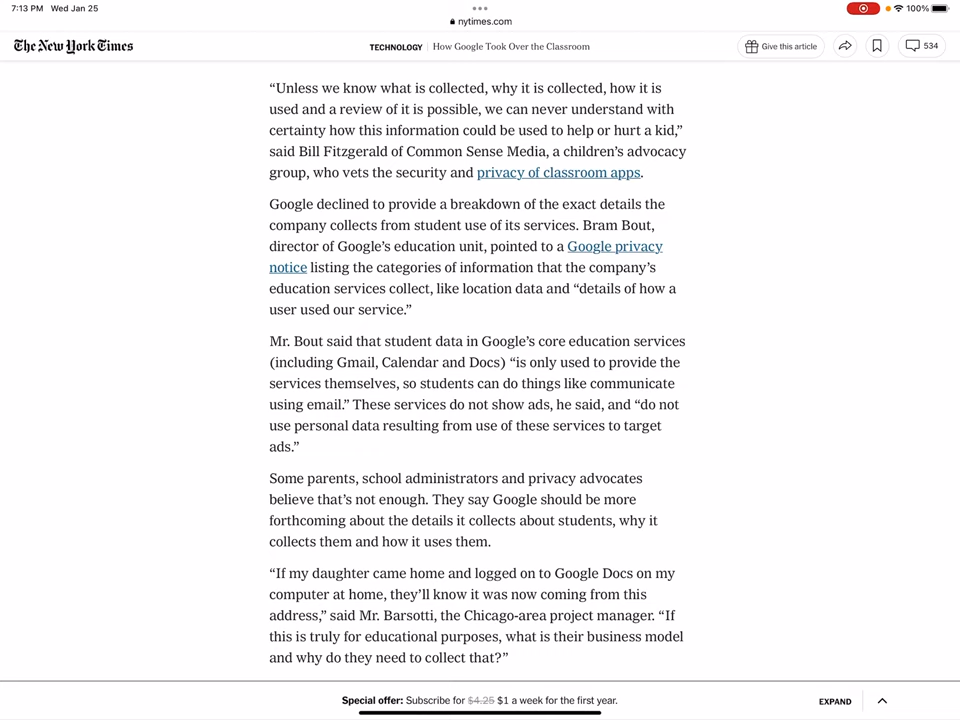 7:13 PM Wed Jan 25
100%
nytimes.com
The New York Times
TECHNOLOGY | How Google Took Over the Classroom
Give this article
534
“Unless we know what is collected, why it is collected, how it is
used and a review of it is possible, we can never understand with
certainty how this information could be used to help or hurt a kid,”
said Bill Fitzgerald of Common Sense Media, a children’s advocacy
group, who vets the security and privacy of classroom apps.
Google declined to provide a breakdown of the exact details the
company collects from student use of its services. Bram Bout,
director of Google’s education unit, pointed to a Google privacy
notice listing the categories of information that the company’s
education services collect, like location data and “details of how a
user used our service.”
Mr. Bout said that student data in Google’s core education services
(including Gmail, Calendar and Docs) “is only used to provide the
services themselves, so students can do things like communicate
using email.” These services do not show ads, he said, and “do not
use personal data resulting from use of these services to target
ads.”
Some parents, school administrators and privacy advocates
believe that’s not enough. They say Google should be more
forthcoming about the details it collects about students, why it
collects them and how it uses them.
“If my daughter came home and logged on to Google Docs on my
computer at home, they’ll know it was now coming from this
address,” said Mr. Barsotti, the Chicago-area project manager. “If
this is truly for educational purposes, what is their business model
and why do they need to collect that?”
Special offer: Subscribe for $4.25 $1 a week for the first year.
EXPAND